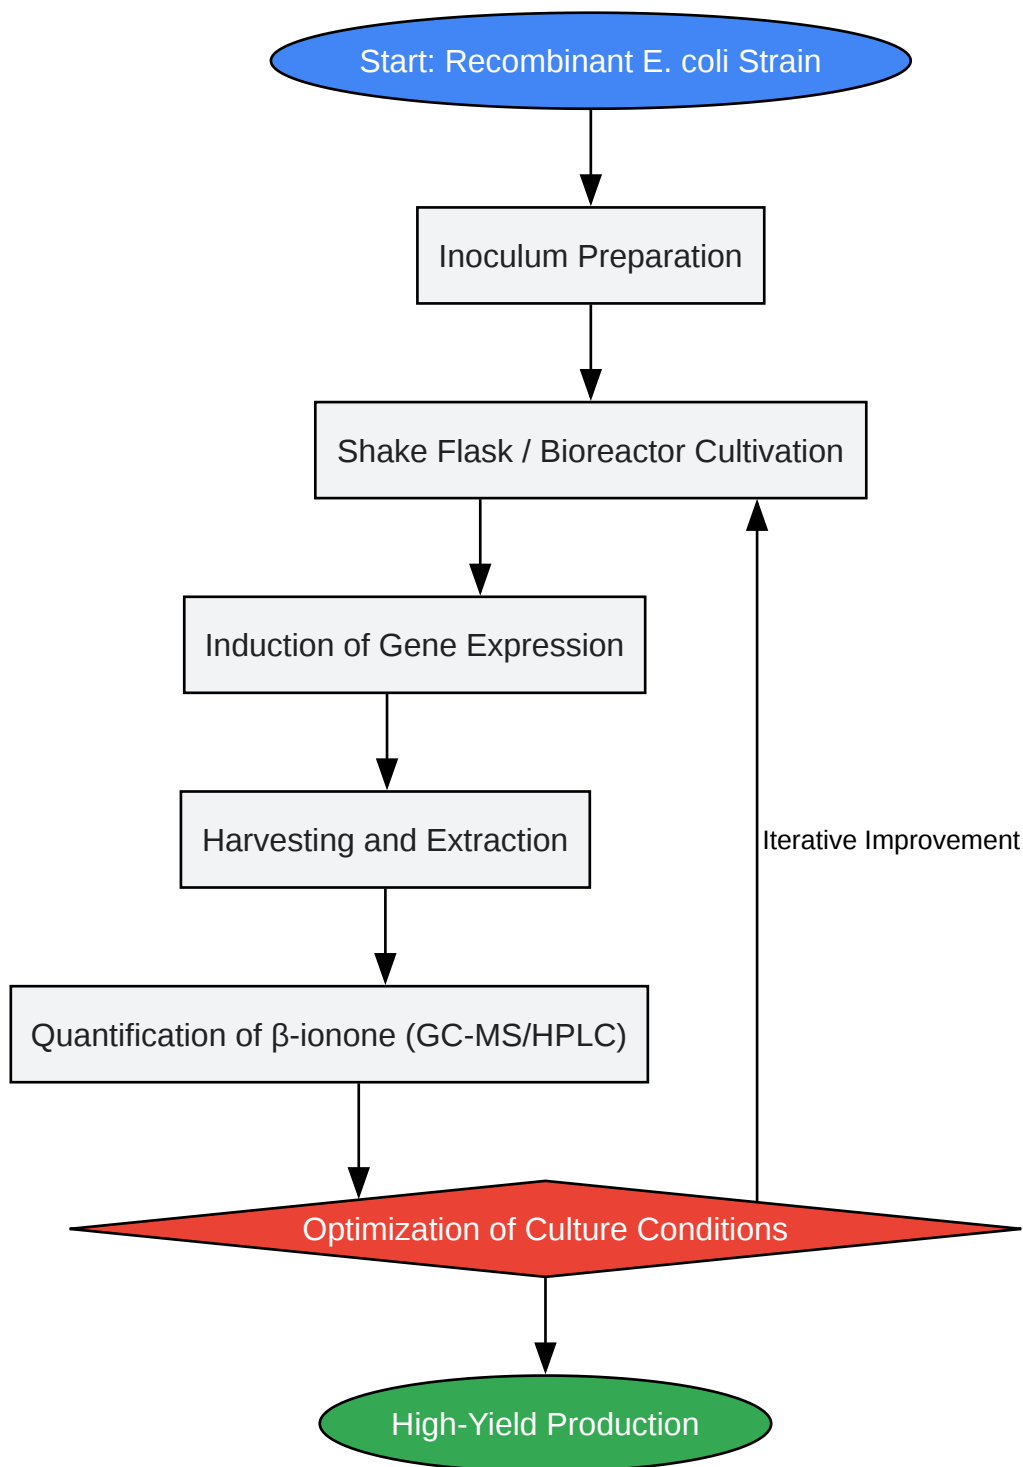 Start: Recombinant E. coli Strain
Inoculum Preparation
Shake Flask / Bioreactor Cultivation
Induction of Gene Expression
Harvesting and Extraction
Iterative Improvement
Quantification of β-ionone (GC-MS/HPLC)
Optimization of Culture Conditions
High-Yield Production